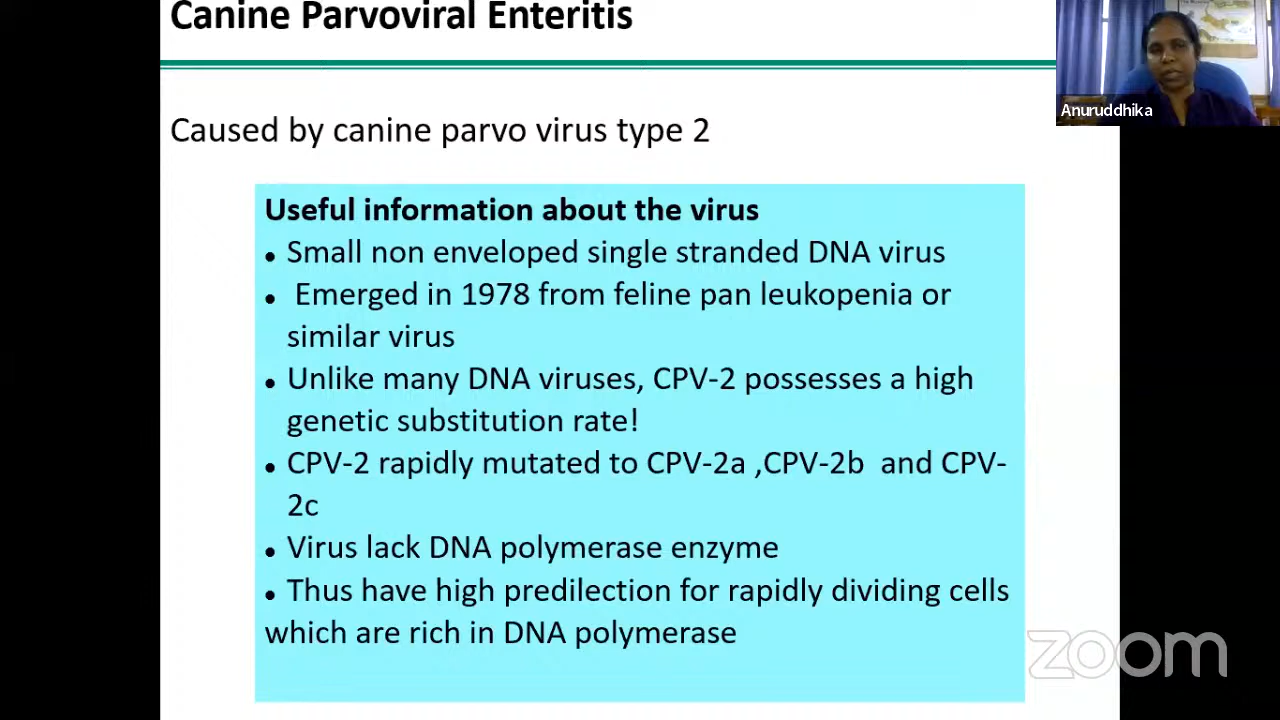 Canine Parvoviral Enteritis
Anuruddhika
Caused by canine parvo virus type 2
Useful information about the virus
• Small non enveloped single stranded DNA virus
• Emerged in 1978 from feline pan leukopenia or
similar virus
• Unlike many DNA viruses, CPV-2 possesses a high
genetic substitution rate!
• CPV-2 rapidly mutated to CPV-2a ,CPV-2b and CPV-
2c
• Virus lack DNA polymerase enzyme
• Thus have high predilection for rapidly dividing cells
which are rich in DNA polymerase
zoom